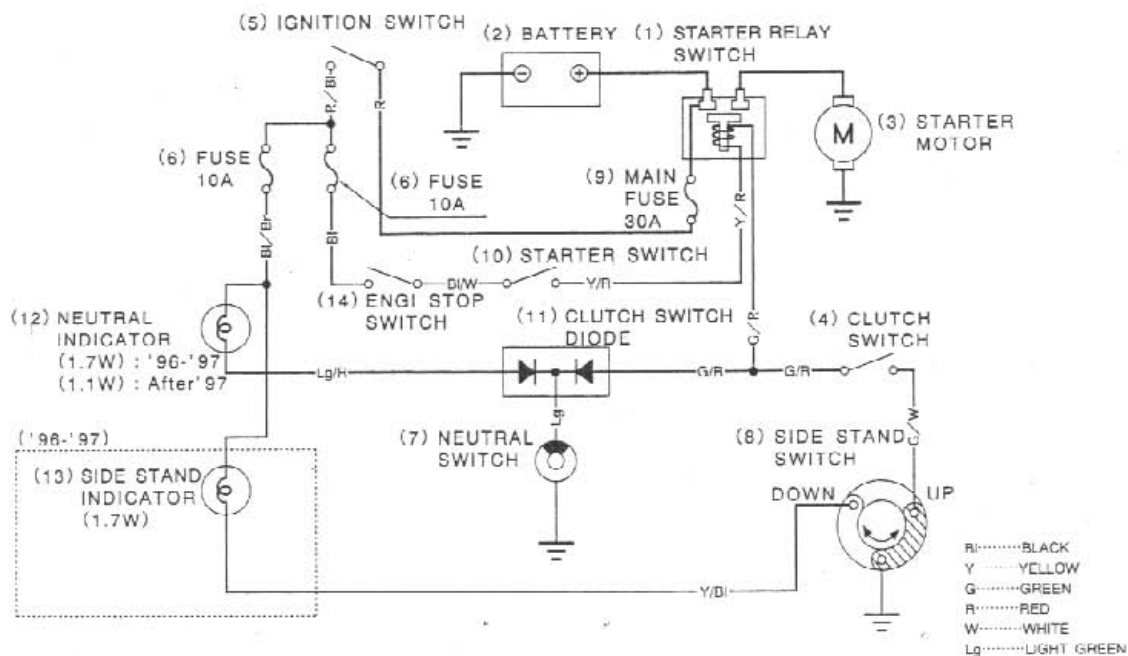 (5) IGNITION SWITCH
(2) BATTERY
(1) STARTER RELAY
SWITCH
R/Bl
R
(3) STARTER
MOTOR
M
(6) FUSE
10A
(6) FUSE
10A
(9) MAIN
FUSE
30A
Y/R
Bl/Br
Bl
(10) STARTER SWITCH
Bl/W
Y/R
(14) ENGI STOP
SWITCH
(12) NEUTRAL
INDICATOR
(1.7W) : '96-'97
(1.1W) : After'97
(11) CLUTCH SWITCH
DIODE
G/R
(4) CLUTCH
SWITCH
Lg/H
G/R
G/R
Lg
G/W
('96-'97)
(7) NEUTRAL
SWITCH
(8) SIDE STAND
SWITCH
(13) SIDE STAND
INDICATOR
(1.7W)
DOWN
UP
Y/Bl
Bl BLACK
Y YELLOW
G GREEN
R RED
W WHITE
Lg LIGHT GREEN